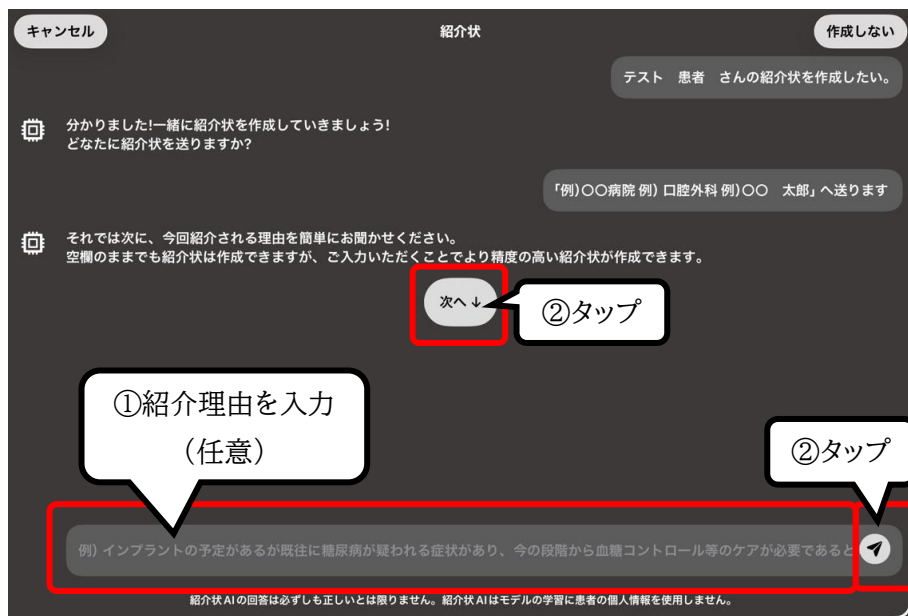 キャンセル
紹介状
作成しない
テスト　患者　さんの紹介状を作成したい。
分かりました!一緒に紹介状を作成していきましょう!
どなたに紹介状を送りますか?
「例)〇〇病院 例) 口腔外科 例)〇〇　太郎」へ送ります
それでは次に、今回紹介される理由を簡単にお聞かせください。
空欄のままでも紹介状は作成できますが、ご入力いただくことでより精度の高い紹介状が作成できます。
次へ ↓
②タップ
①紹介理由を入力
（任意）
②タップ
例) インプラントの予定があるが既往に糖尿病が疑われる症状があり、今の段階から血糖コントロール等のケアが必要であると
紹介状AIの回答は必ずしも正しいとは限りません。紹介状AIはモデルの学習に患者の個人情報を使用しません。